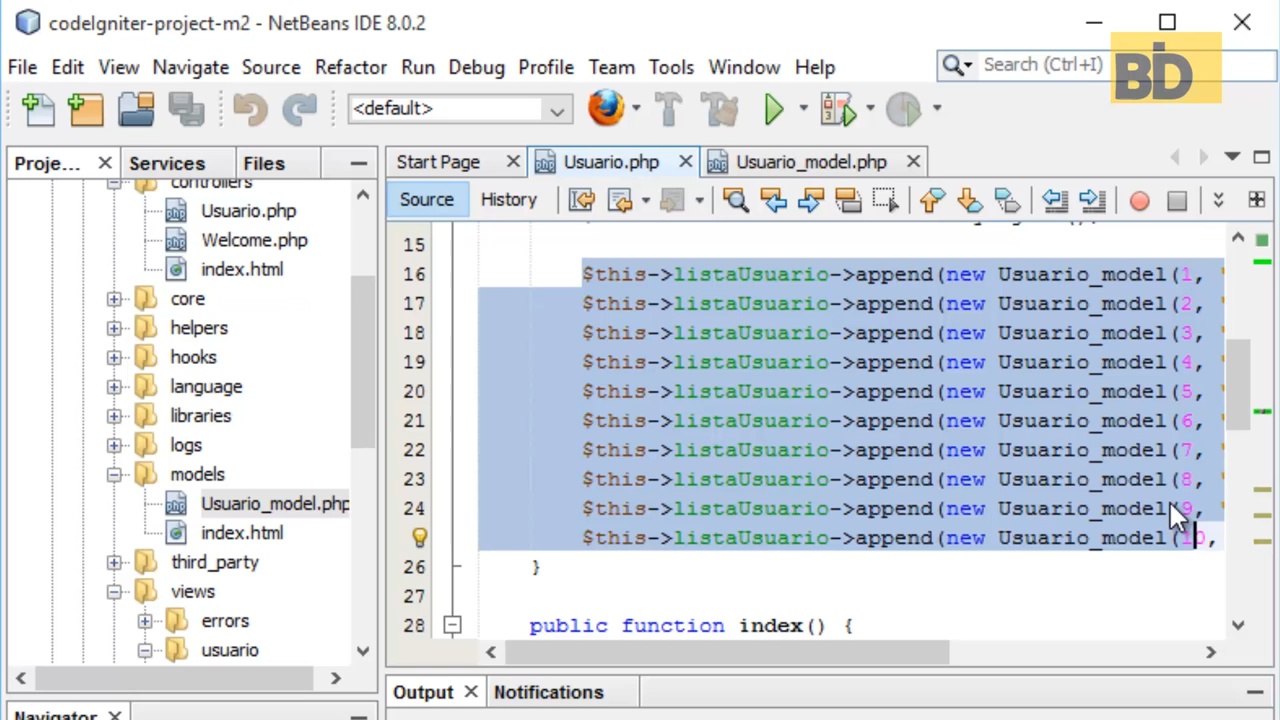 codeIgniter-project-m2 - NetBeans IDE 8.0.2
File Edit View Navigate Source Refactor Run Debug Profile Team Tools Window Help
Search (Ctrl+I)
BD
<default>
Proje... Services Files
Start Page Usuario.php Usuario_model.php
Source History
controllers
Usuario.php
Welcome.php
index.html
core
helpers
hooks
language
libraries
logs
models
Usuario_model.php
index.html
third_party
views
errors
usuario
15
16 $this->listaUsuario->append(new Usuario_model(1,
17 $this->listaUsuario->append(new Usuario_model(2,
18 $this->listaUsuario->append(new Usuario_model(3,
19 $this->listaUsuario->append(new Usuario_model(4,
20 $this->listaUsuario->append(new Usuario_model(5,
21 $this->listaUsuario->append(new Usuario_model(6,
22 $this->listaUsuario->append(new Usuario_model(7,
23 $this->listaUsuario->append(new Usuario_model(8,
24 $this->listaUsuario->append(new Usuario_model(9,
$this->listaUsuario->append(new Usuario_model(10,
26 }
27
28 public function index() {
Output Notifications
Navigator